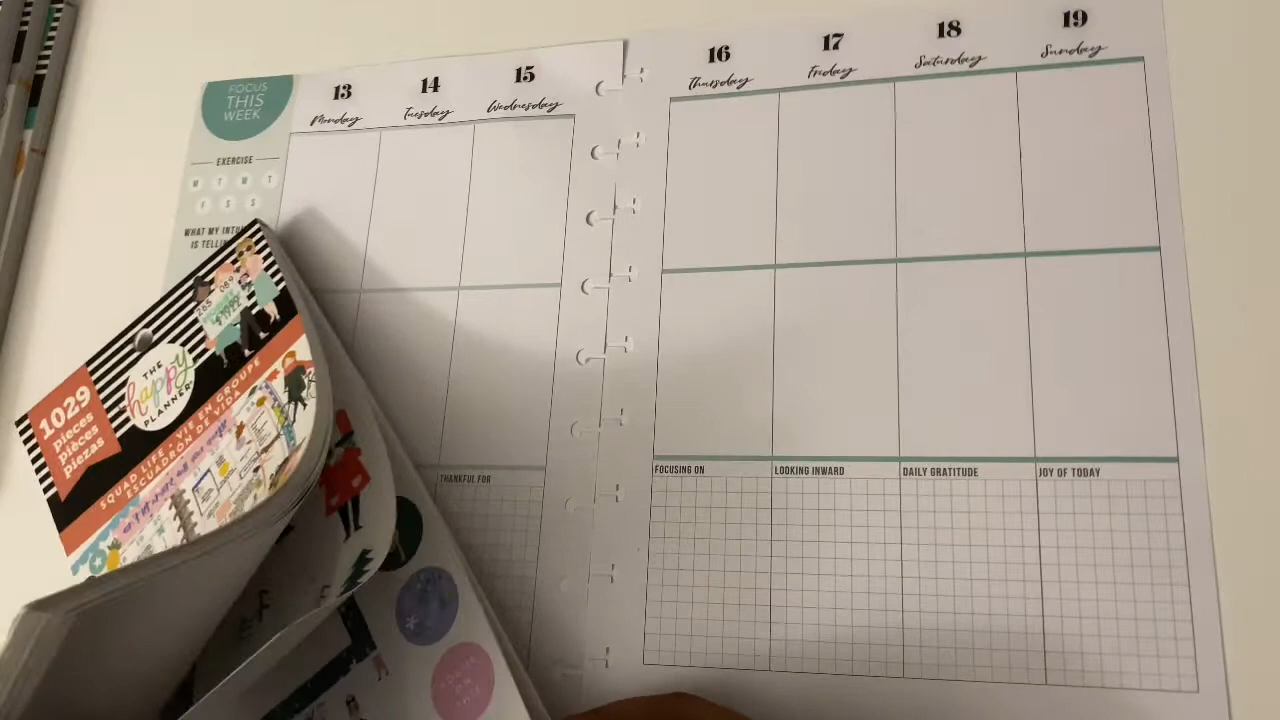 FOCUS
THIS
WEEK
13 14 15
Monday Tuesday Wednesday
16 17 18 19
Thursday Friday Saturday Sunday
EXERCISE
M T W T
F S S
WHAT MY
IS
THE
happy
PLANNER
1029
pieces
pièces
piezas
SQUAD LIFE • VIE EN GROUPE
ESCUADRÓN DE VIDA
THANKFUL FOR
FOCUSING ON LOOKING INWARD DAILY GRATITUDE JOY OF TODAY